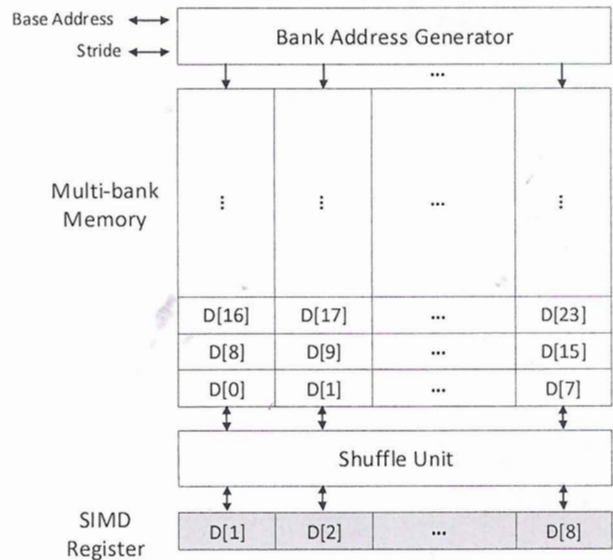 Base Address
Bank Address Generator
Stride
...
Multi-bank
Memory
⋮ ⋮ ... ⋮
D[16] D[17] ... D[23]
D[8] D[9] ... D[15]
D[0] D[1] ... D[7]
Shuffle Unit
SIMD
Register
D[1] D[2] ... D[8]